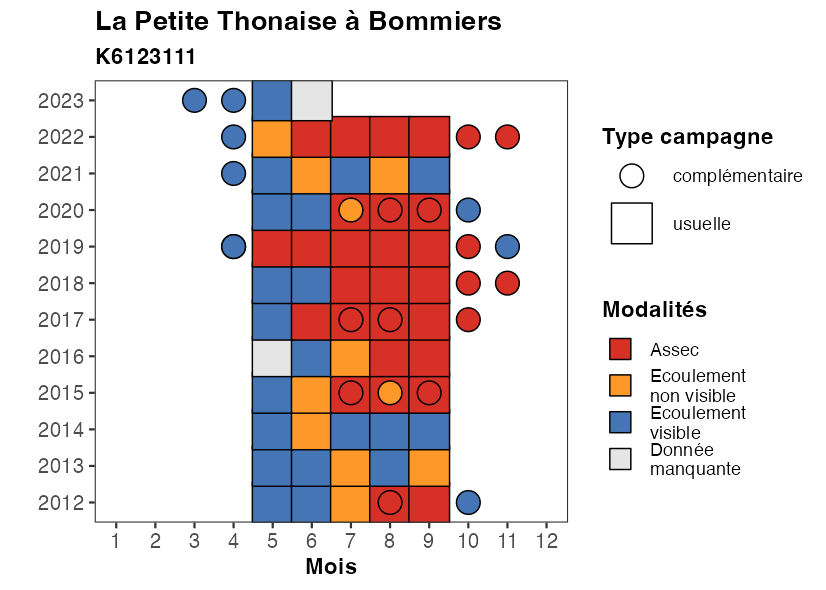 La Petite Thonaise à Bommiers
K6123111
2023
2022
2021
2020
2019
2018
2017
2016
2015
2014
2013
2012
1 2 3 4 5 6 7 8 9 10 11 12
Mois
Type campagne
complémentaire
usuelle
Modalités
Assec
Ecoulement
non visible
Ecoulement
visible
Donnée
manquante